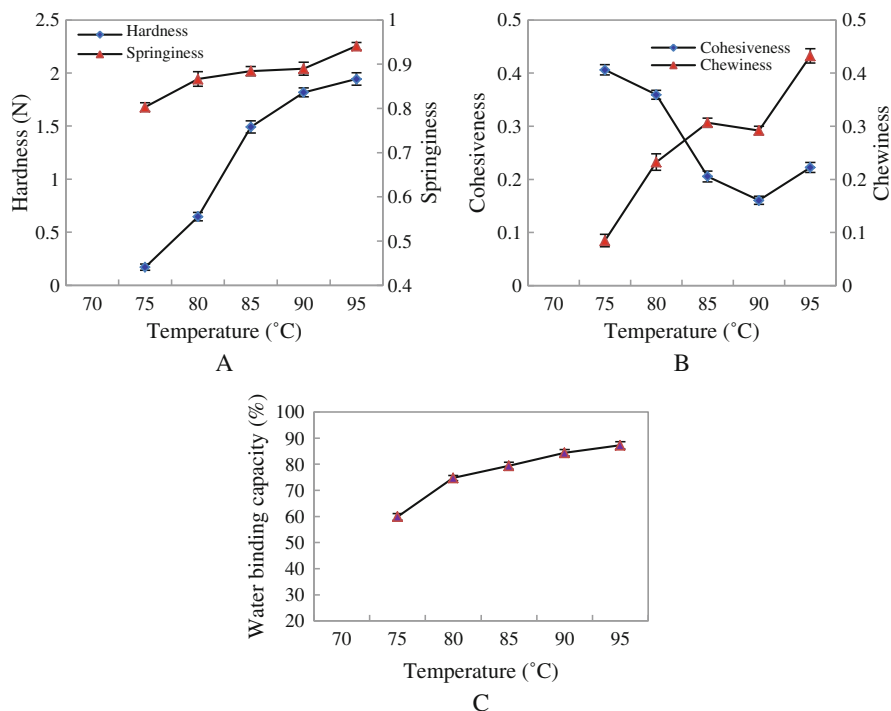 Hardness (N)
2.5
2
1.5
1
0.5
0
Hardness
Springiness
1
0.9
0.8
0.7
0.6
0.5
0.4
Springiness
70 75 80 85 90 95
Temperature (˚C)
A
Cohesiveness
0.5
0.4
0.3
0.2
0.1
0
Cohesiveness
Chewiness
0.5
0.4
0.3
0.2
0.1
0
Chewiness
70 75 80 85 90 95
Temperature (˚C)
B
Water binding capacity (%)
100
90
80
70
60
50
40
30
20
70 75 80 85 90 95
Temperature (˚C)
C